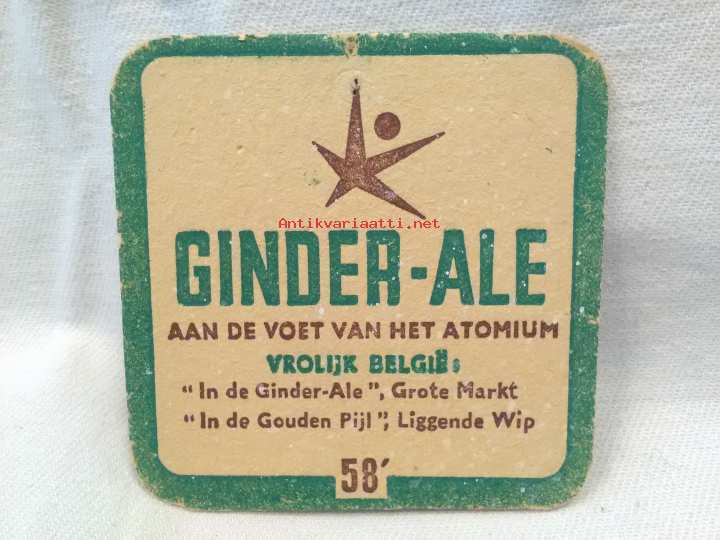 Antikvariaatti.net
GINDER-ALE
AAN DE VOET VAN HET ATOMIUM
VROLIJK BELGIË:
“In de Ginder-Ale”, Grote Markt
“In de Gouden Pijl”, Liggende Wip
58’